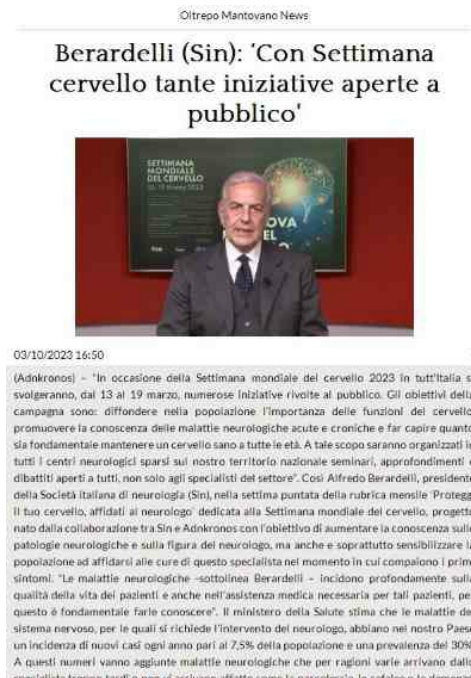 Oltrepo Mantovano News
Berardelli (Sin): 'Con Settimana
cervello tante iniziative aperte a
pubblico'
SETTIMANA
MONDIALE
DEL CERVELLO
OVA
EL
03/10/2023 16:50
(Adnkronos) – "In occasione della Settimana mondiale del cervello 2023 in tutt'Italia s
svolgeranno, dal 13 al 19 marzo, numerose iniziative rivolte al pubblico. Gli obiettivi dell
campagna sono: diffondere nella popolazione l'importanza delle funzioni del cervello
promuovere la conoscenza delle malattie neurologiche acute e croniche e far capire quanto
sia fondamentale mantenere un cervello sano a tutte le età. A tale scopo saranno organizzati i
tutti i centri neurologici sparsi sul nostro territorio nazionale seminari, approfondimenti
dibattiti aperti a tutti, non solo agli specialisti del settore". Così Alfredo Berardelli, presidente
della Società italiana di neurologia (Sin), nella settima puntata della rubrica mensile 'Protegg
il tuo cervello, affidati al neurologo' dedicata alla Settimana mondiale del cervello, progetto
nato dalla collaborazione tra Sin e Adnkronos con l'obiettivo di aumentare la conoscenza sulle
patologie neurologiche e sulla figura del neurologo, ma anche e soprattutto sensibilizzare l
popolazione ad affidarsi alle cure di questo specialista nel momento in cui compaiono i prim
sintomi. "Le malattie neurologiche -sottolinea Berardelli – incidono profondamente sull
qualità della vita dei pazienti e anche nell'assistenza medica necessaria per tali pazienti, pe
questo è fondamentale farle conoscere". Il ministero della Salute stima che le malattie de
sistema nervoso, per le quali si richiede l'intervento del neurologo, abbiano nel nostro Paese
un incidenza di nuovi casi ogni anno pari al 7,5% della popolazione e una prevalenza del 30%
A questi numeri vanno aggiunte malattie neurologiche che per ragioni varie arrivano dallo